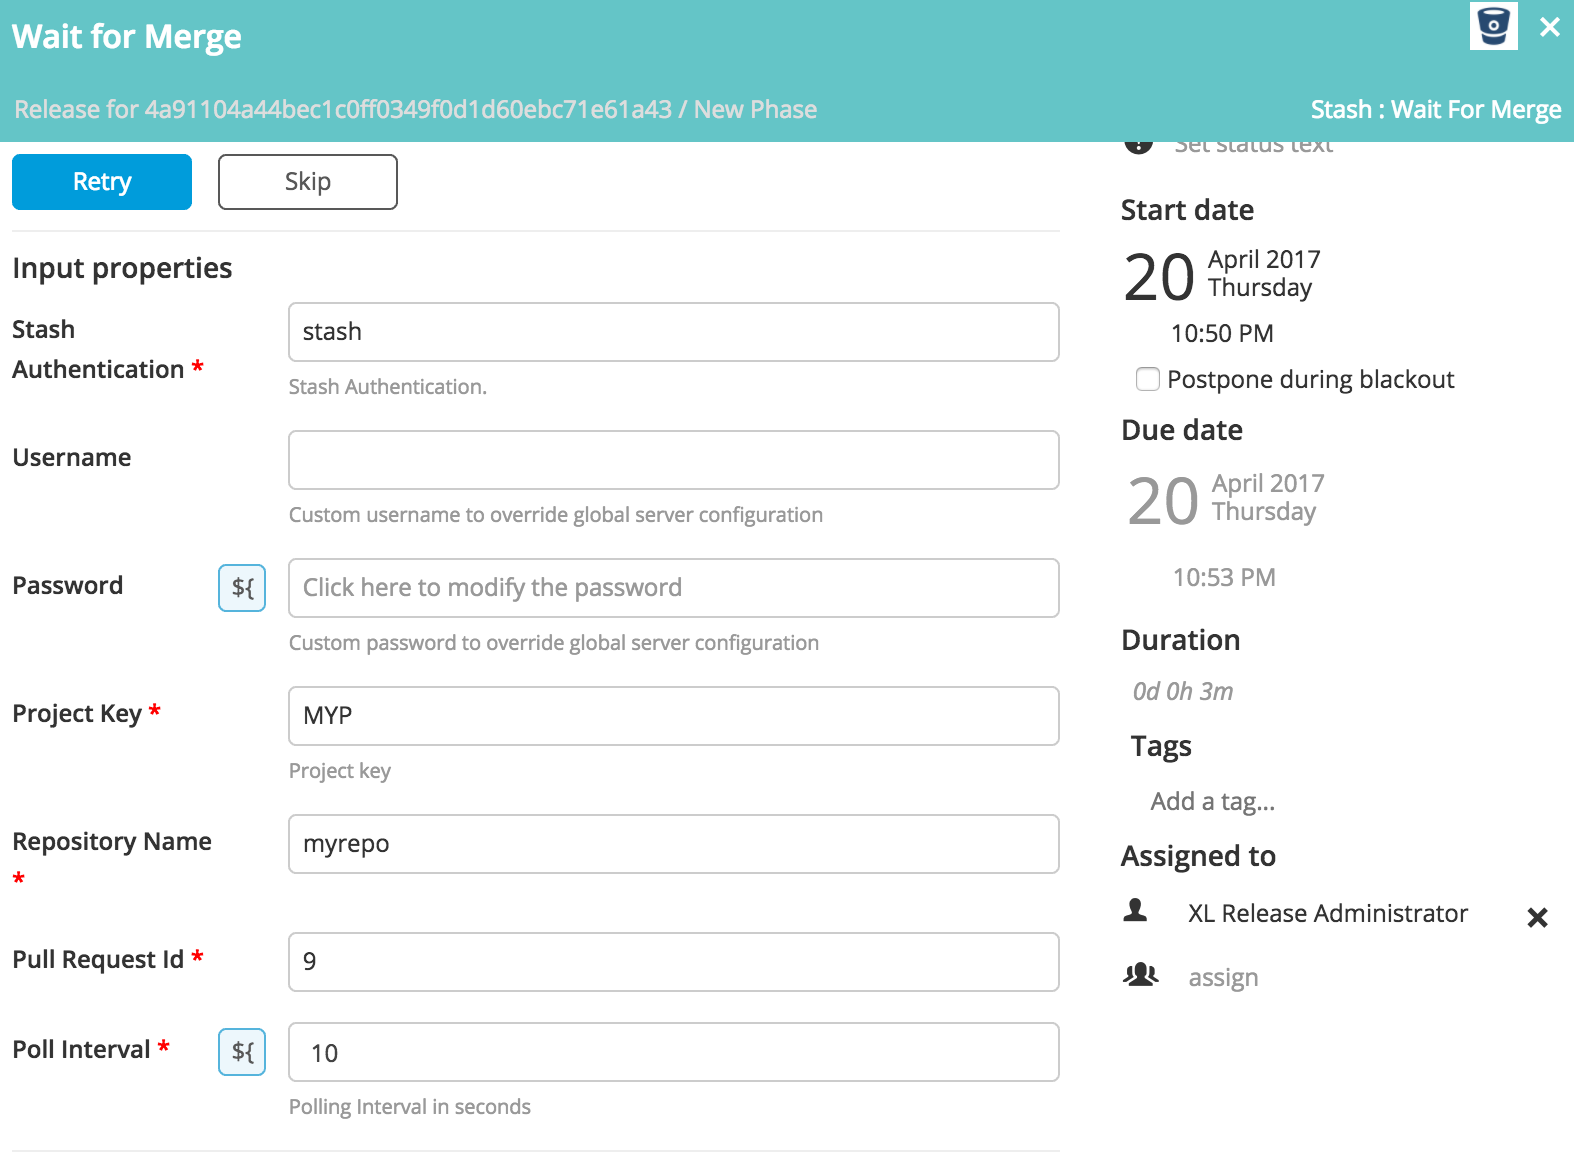 Wait for Merge
Release for 4a91104a44bec1c0ff0349f0d1d60ebc71e61a43 / New Phase
Stash : Wait For Merge
Retry
Skip
Input properties
Stash
Authentication *
stash
Stash Authentication.
Username
Custom username to override global server configuration
Password
${
Click here to modify the password
Custom password to override global server configuration
Project Key *
MYP
Project key
Repository Name
*
myrepo
Pull Request Id *
9
Poll Interval *
${
10
Polling Interval in seconds
Set status text
Start date
20
April 2017
Thursday
10:50 PM
Postpone during blackout
Due date
20
April 2017
Thursday
10:53 PM
Duration
0d 0h 3m
Tags
Add a tag...
Assigned to
XL Release Administrator
assign